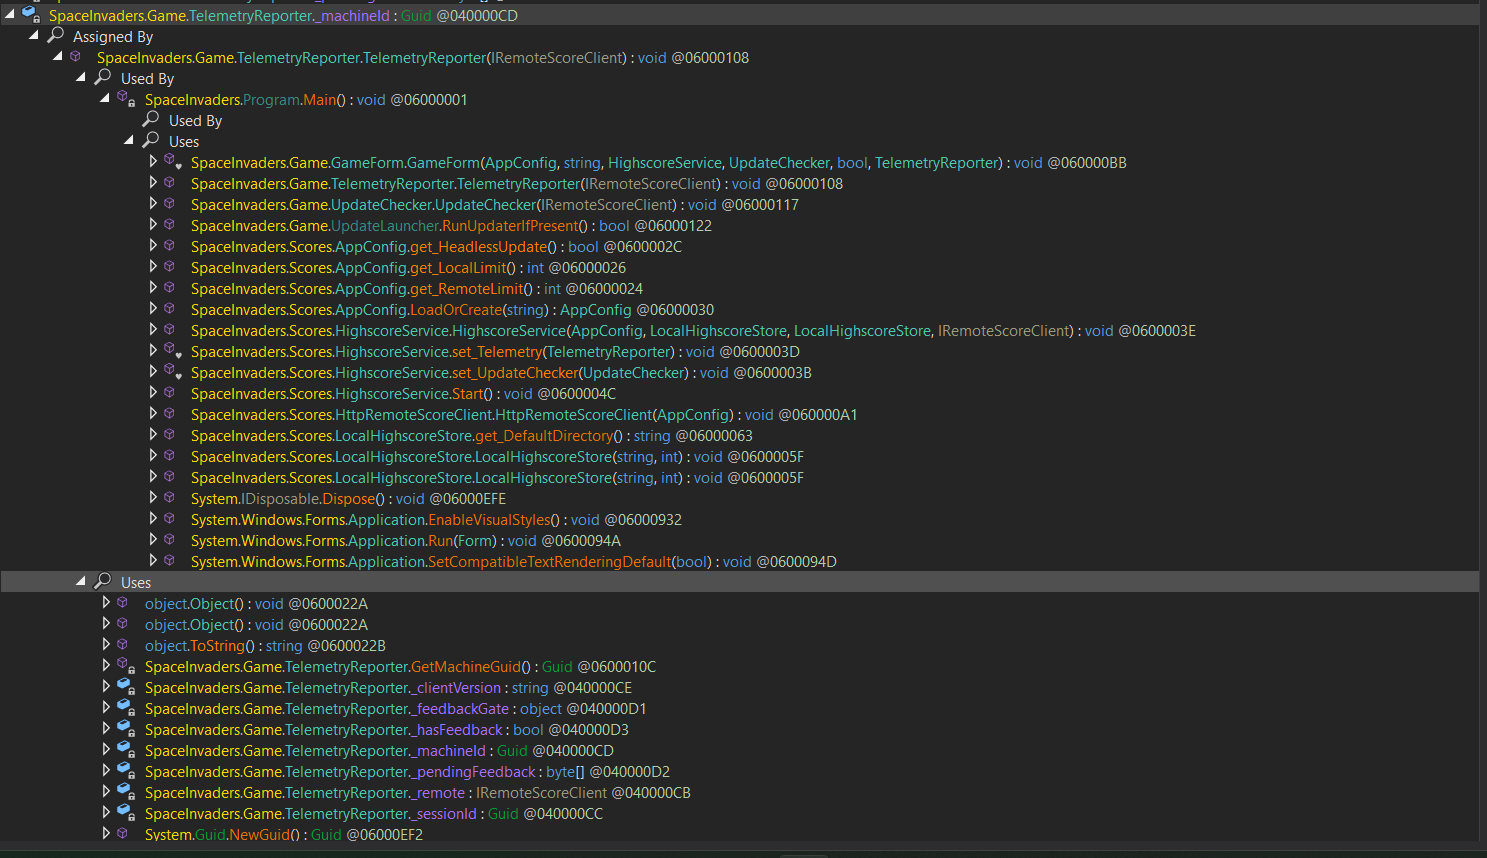 SpaceInvaders.Game.TelemetryReporter._machineId : Guid @040000CD
Assigned By
SpaceInvaders.Game.TelemetryReporter.TelemetryReporter(IRemoteScoreClient) : void @06000108
Used By
SpaceInvaders.Program.Main() : void @06000001
Used By
Uses
SpaceInvaders.Game.GameForm.GameForm(AppConfig, string, HighscoreService, UpdateChecker, bool, TelemetryReporter) : void @060000BB
SpaceInvaders.Game.TelemetryReporter.TelemetryReporter(IRemoteScoreClient) : void @06000108
SpaceInvaders.Game.UpdateChecker.UpdateChecker(IRemoteScoreClient) : void @06000117
SpaceInvaders.Game.UpdateLauncher.RunUpdaterIfPresent() : bool @06000122
SpaceInvaders.Scores.AppConfig.get_HeadlessUpdate() : bool @0600002C
SpaceInvaders.Scores.AppConfig.get_LocalLimit() : int @06000026
SpaceInvaders.Scores.AppConfig.get_RemoteLimit() : int @06000024
SpaceInvaders.Scores.AppConfig.LoadOrCreate(string) : AppConfig @06000030
SpaceInvaders.Scores.HighscoreService.HighscoreService(AppConfig, LocalHighscoreStore, LocalHighscoreStore, IRemoteScoreClient) : void @0600003E
SpaceInvaders.Scores.HighscoreService.set_Telemetry(TelemetryReporter) : void @0600003D
SpaceInvaders.Scores.HighscoreService.set_UpdateChecker(UpdateChecker) : void @0600003B
SpaceInvaders.Scores.HighscoreService.Start() : void @0600004C
SpaceInvaders.Scores.HttpRemoteScoreClient.HttpRemoteScoreClient(AppConfig) : void @060000A1
SpaceInvaders.Scores.LocalHighscoreStore.get_DefaultDirectory() : string @06000063
SpaceInvaders.Scores.LocalHighscoreStore.LocalHighscoreStore(string, int) : void @0600005F
SpaceInvaders.Scores.LocalHighscoreStore.LocalHighscoreStore(string, int) : void @0600005F
System.IDisposable.Dispose() : void @06000EFE
System.Windows.Forms.Application.EnableVisualStyles() : void @06000932
System.Windows.Forms.Application.Run(Form) : void @0600094A
System.Windows.Forms.Application.SetCompatibleTextRenderingDefault(bool) : void @0600094D
Uses
object.Object() : void @0600022A
object.Object() : void @0600022A
object.ToString() : string @0600022B
SpaceInvaders.Game.TelemetryReporter.GetMachineGuid() : Guid @0600010C
SpaceInvaders.Game.TelemetryReporter._clientVersion : string @040000CE
SpaceInvaders.Game.TelemetryReporter._feedbackGate : object @040000D1
SpaceInvaders.Game.TelemetryReporter._hasFeedback : bool @040000D3
SpaceInvaders.Game.TelemetryReporter._machineId : Guid @040000CD
SpaceInvaders.Game.TelemetryReporter._pendingFeedback : byte[] @040000D2
SpaceInvaders.Game.TelemetryReporter._remote : IRemoteScoreClient @040000CB
SpaceInvaders.Game.TelemetryReporter._sessionId : Guid @040000CC
System.Guid.NewGuid() : Guid @06000EF2